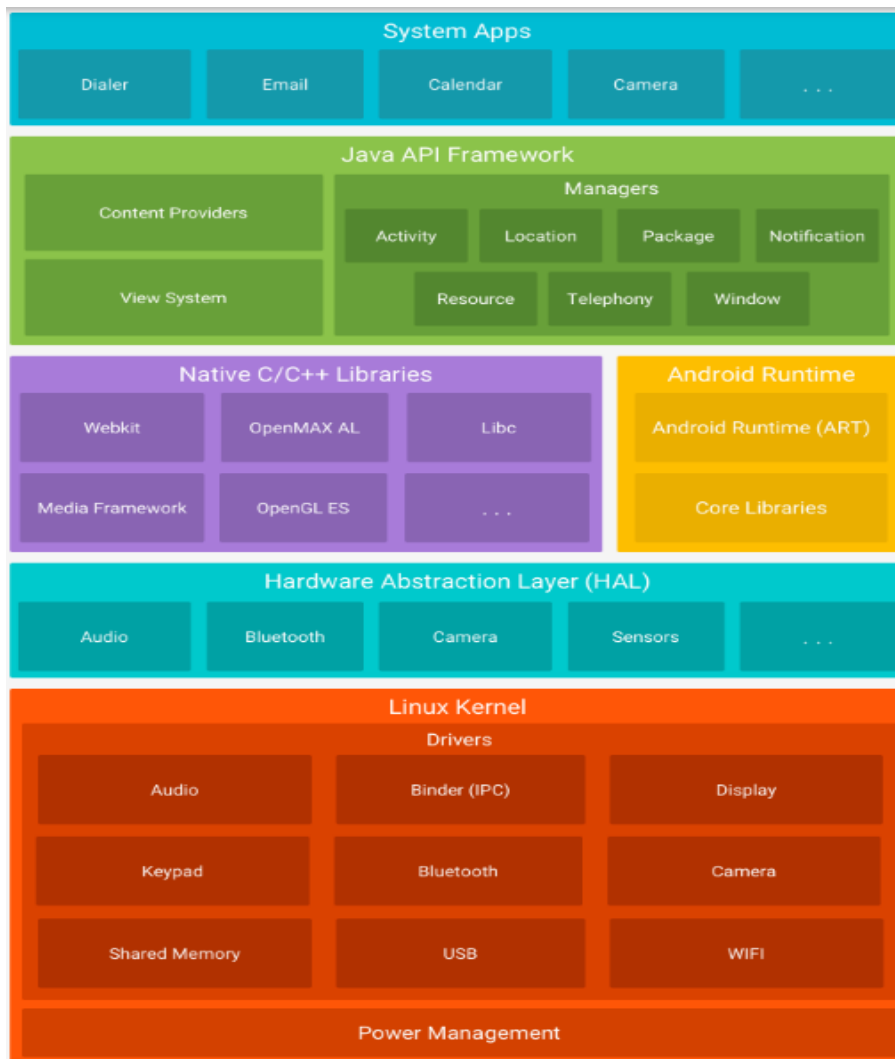 System Apps
Dialer Email Calendar Camera . . .
Java API Framework
Content Providers
View System
Managers
Activity Location Package Notification
Resource Telephony Window
Native C/C++ Libraries
Webkit OpenMAX AL Libc
Media Framework OpenGL ES . . .
Android Runtime
Android Runtime (ART)
Core Libraries
Hardware Abstraction Layer (HAL)
Audio Bluetooth Camera Sensors . . .
Linux Kernel
Drivers
Audio Binder (IPC) Display
Keypad Bluetooth Camera
Shared Memory USB WIFI
Power Management